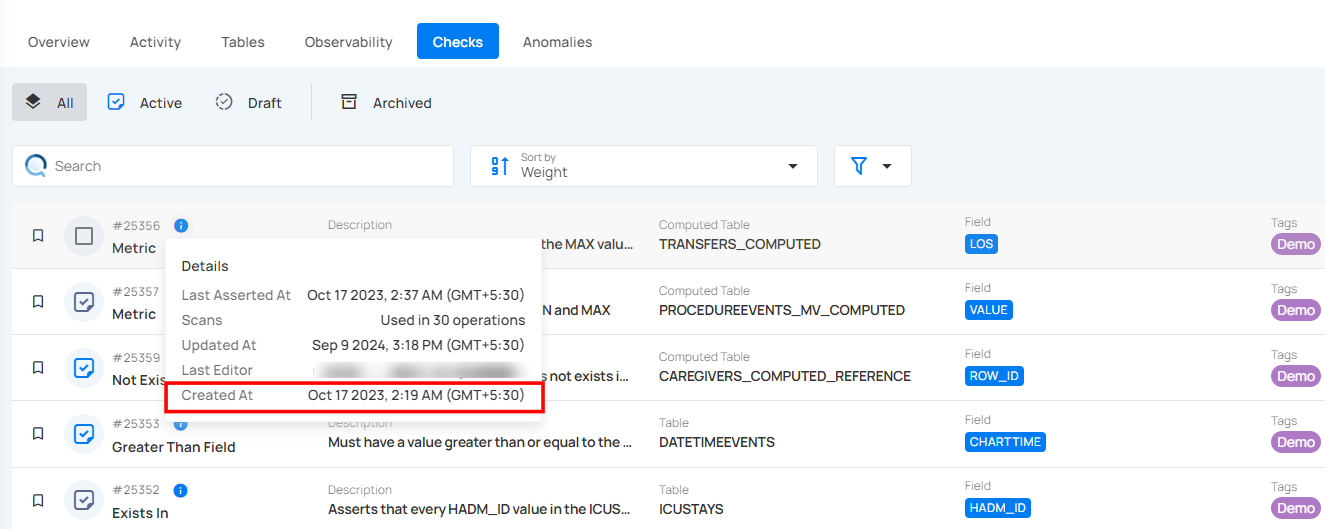 Overview Activity Tables Observability Checks Anomalies
All Active Draft Archived
Search
Sort by
Weight
#25356 Description Computed Table Field Tags
Metric the MAX valu... TRANSFERS_COMPUTED LOS Demo
Details
Last Asserted At Oct 17 2023, 2:37 AM (GMT+5:30)
Scans Used in 30 operations
Updated At Sep 9 2024, 3:18 PM (GMT+5:30)
Last Editor
Created At Oct 17 2023, 2:19 AM (GMT+5:30)
#25357 Computed Table Field Tags
Metric N and MAX PROCEDUREEVENTS_MV_COMPUTED VALUE Demo
#25359 Computed Table Field Tags
Not Exis s not exists i... CAREGIVERS_COMPUTED_REFERENCE ROW_ID Demo
#25353 Description Table Field Tags
Greater Than Field Must have a value greater than or equal to the ... DATETIMEEVENTS CHARTTIME Demo
#25352 Description Table Field Tags
Exists In Asserts that every HADM_ID value in the ICUS... ICUSTAYS HADM_ID Demo